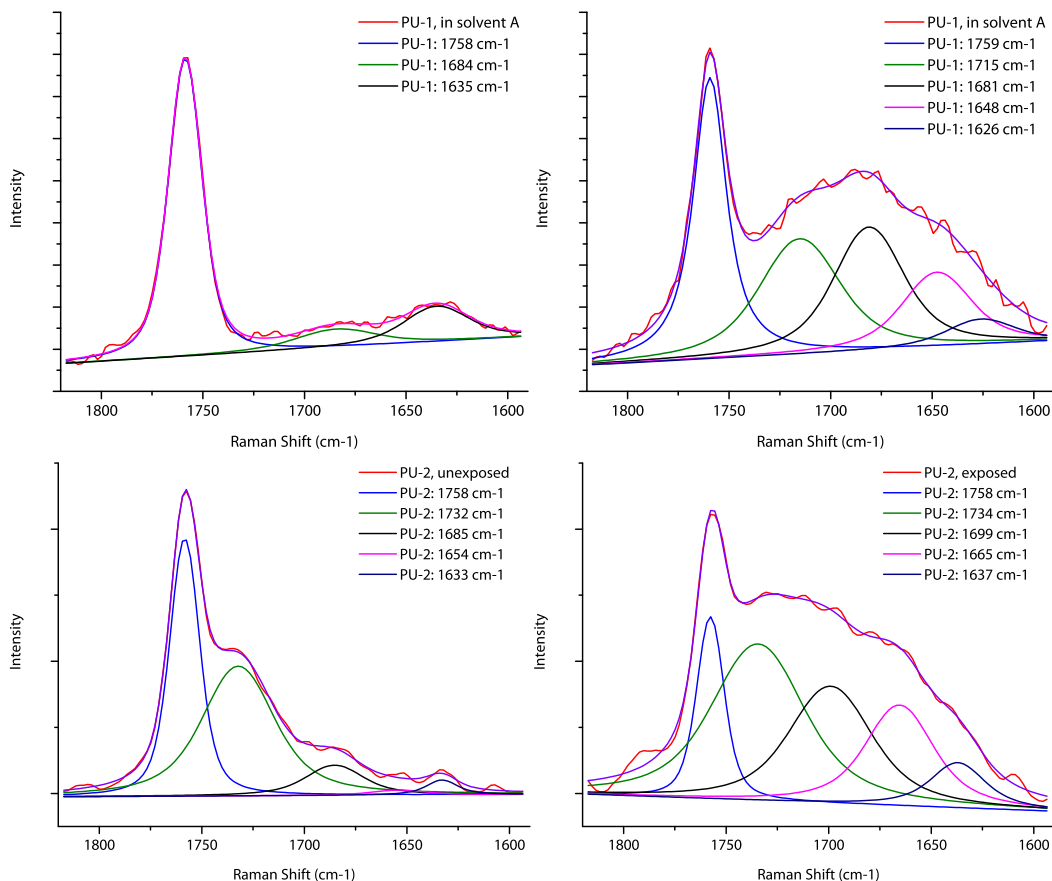 PU-1, in solvent A
PU-1: 1758 cm-1
PU-1: 1684 cm-1
PU-1: 1635 cm-1
Intensity
1800 1750 1700 1650 1600
Raman Shift (cm-1)
PU-1, in solvent A
PU-1: 1759 cm-1
PU-1: 1715 cm-1
PU-1: 1681 cm-1
PU-1: 1648 cm-1
PU-1: 1626 cm-1
Intensity
1800 1750 1700 1650 1600
Raman Shift (cm-1)
PU-2, unexposed
PU-2: 1758 cm-1
PU-2: 1732 cm-1
PU-2: 1685 cm-1
PU-2: 1654 cm-1
PU-2: 1633 cm-1
Intensity
1800 1750 1700 1650 1600
Raman Shift (cm-1)
PU-2, exposed
PU-2: 1758 cm-1
PU-2: 1734 cm-1
PU-2: 1699 cm-1
PU-2: 1665 cm-1
PU-2: 1637 cm-1
Intensity
1800 1750 1700 1650 1600
Raman Shift (cm-1)